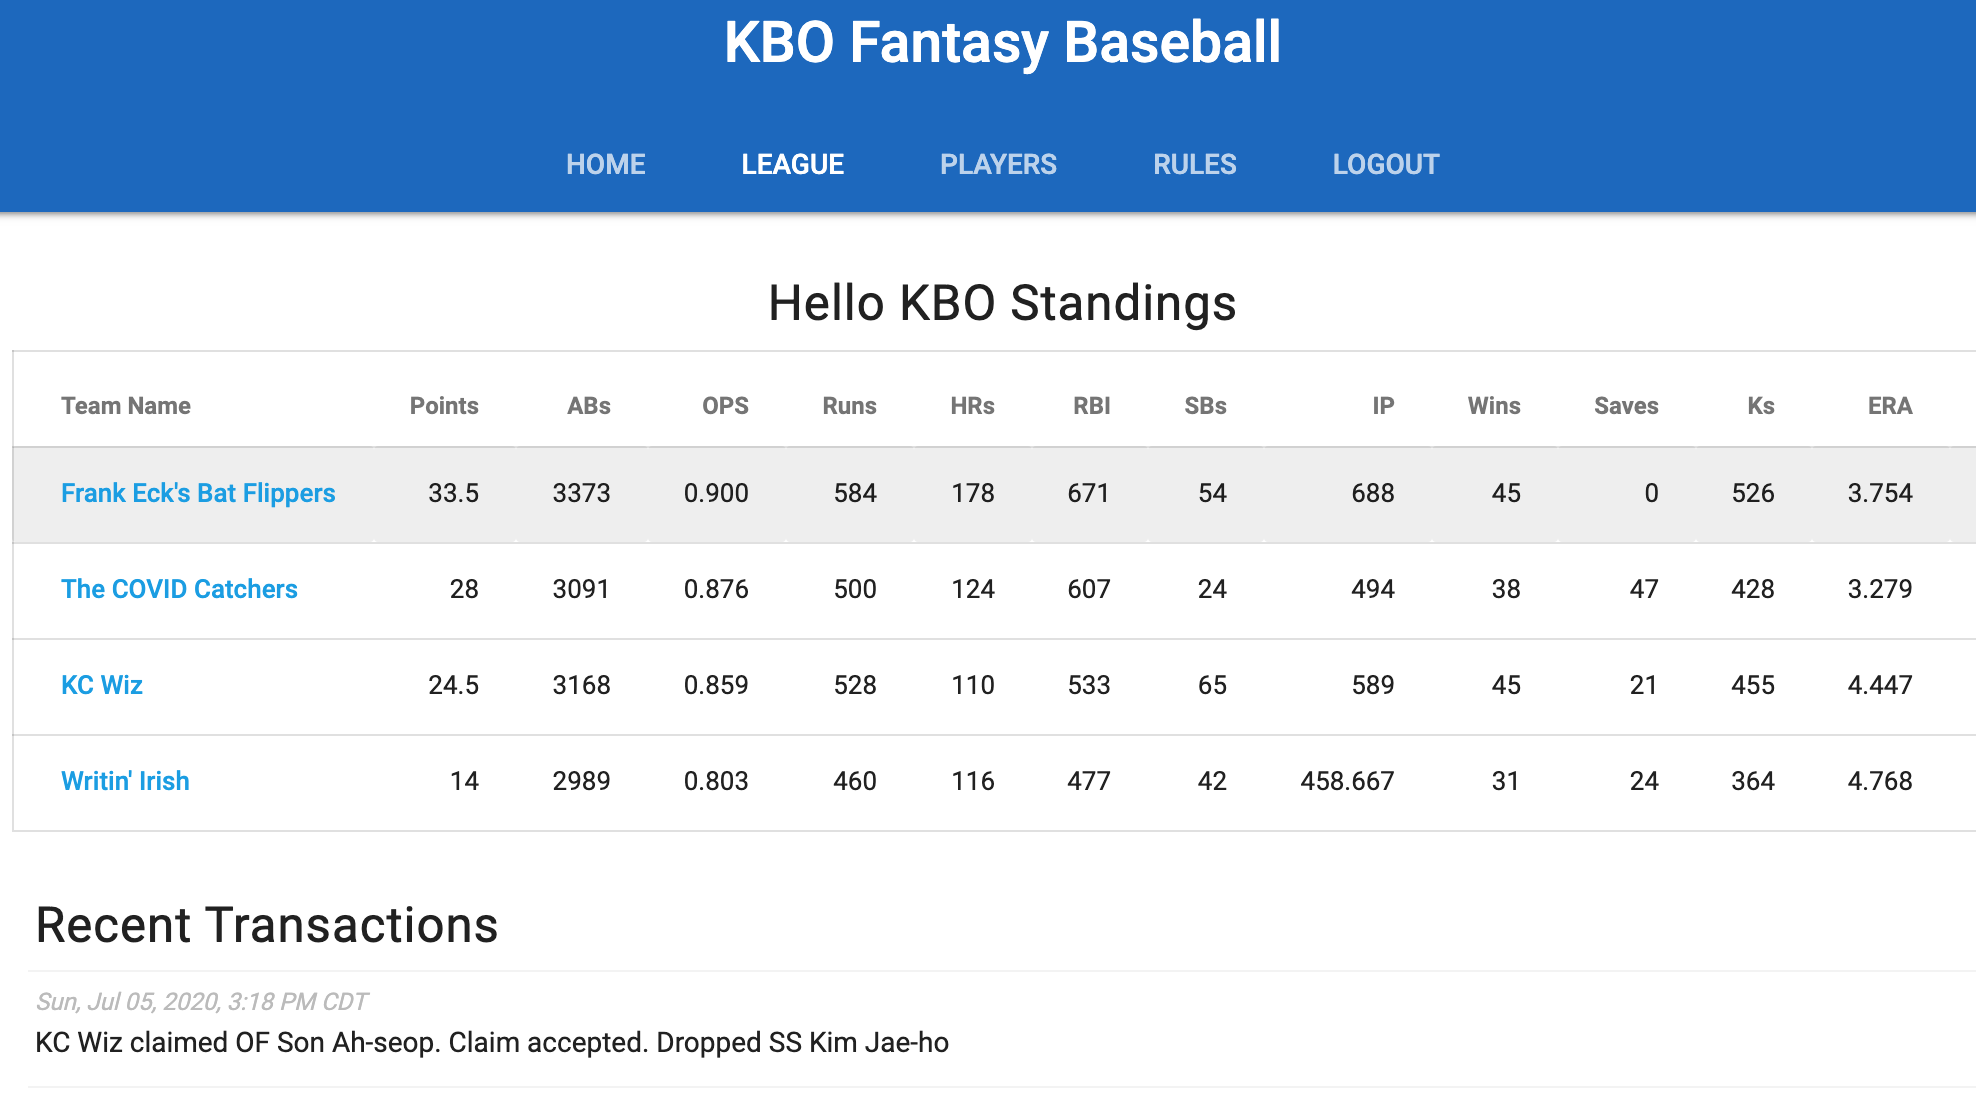 KBO Fantasy Baseball
HOME LEAGUE PLAYERS RULES LOGOUT
Hello KBO Standings
Team Name Points ABs OPS Runs HRs RBI SBs IP Wins Saves Ks ERA
Frank Eck's Bat Flippers 33.5 3373 0.900 584 178 671 54 688 45 0 526 3.754
The COVID Catchers 28 3091 0.876 500 124 607 24 494 38 47 428 3.279
KC Wiz 24.5 3168 0.859 528 110 533 65 589 45 21 455 4.447
Writin' Irish 14 2989 0.803 460 116 477 42 458.667 31 24 364 4.768
Recent Transactions
Sun, Jul 05, 2020, 3:18 PM CDT
KC Wiz claimed OF Son Ah-seop. Claim accepted. Dropped SS Kim Jae-ho